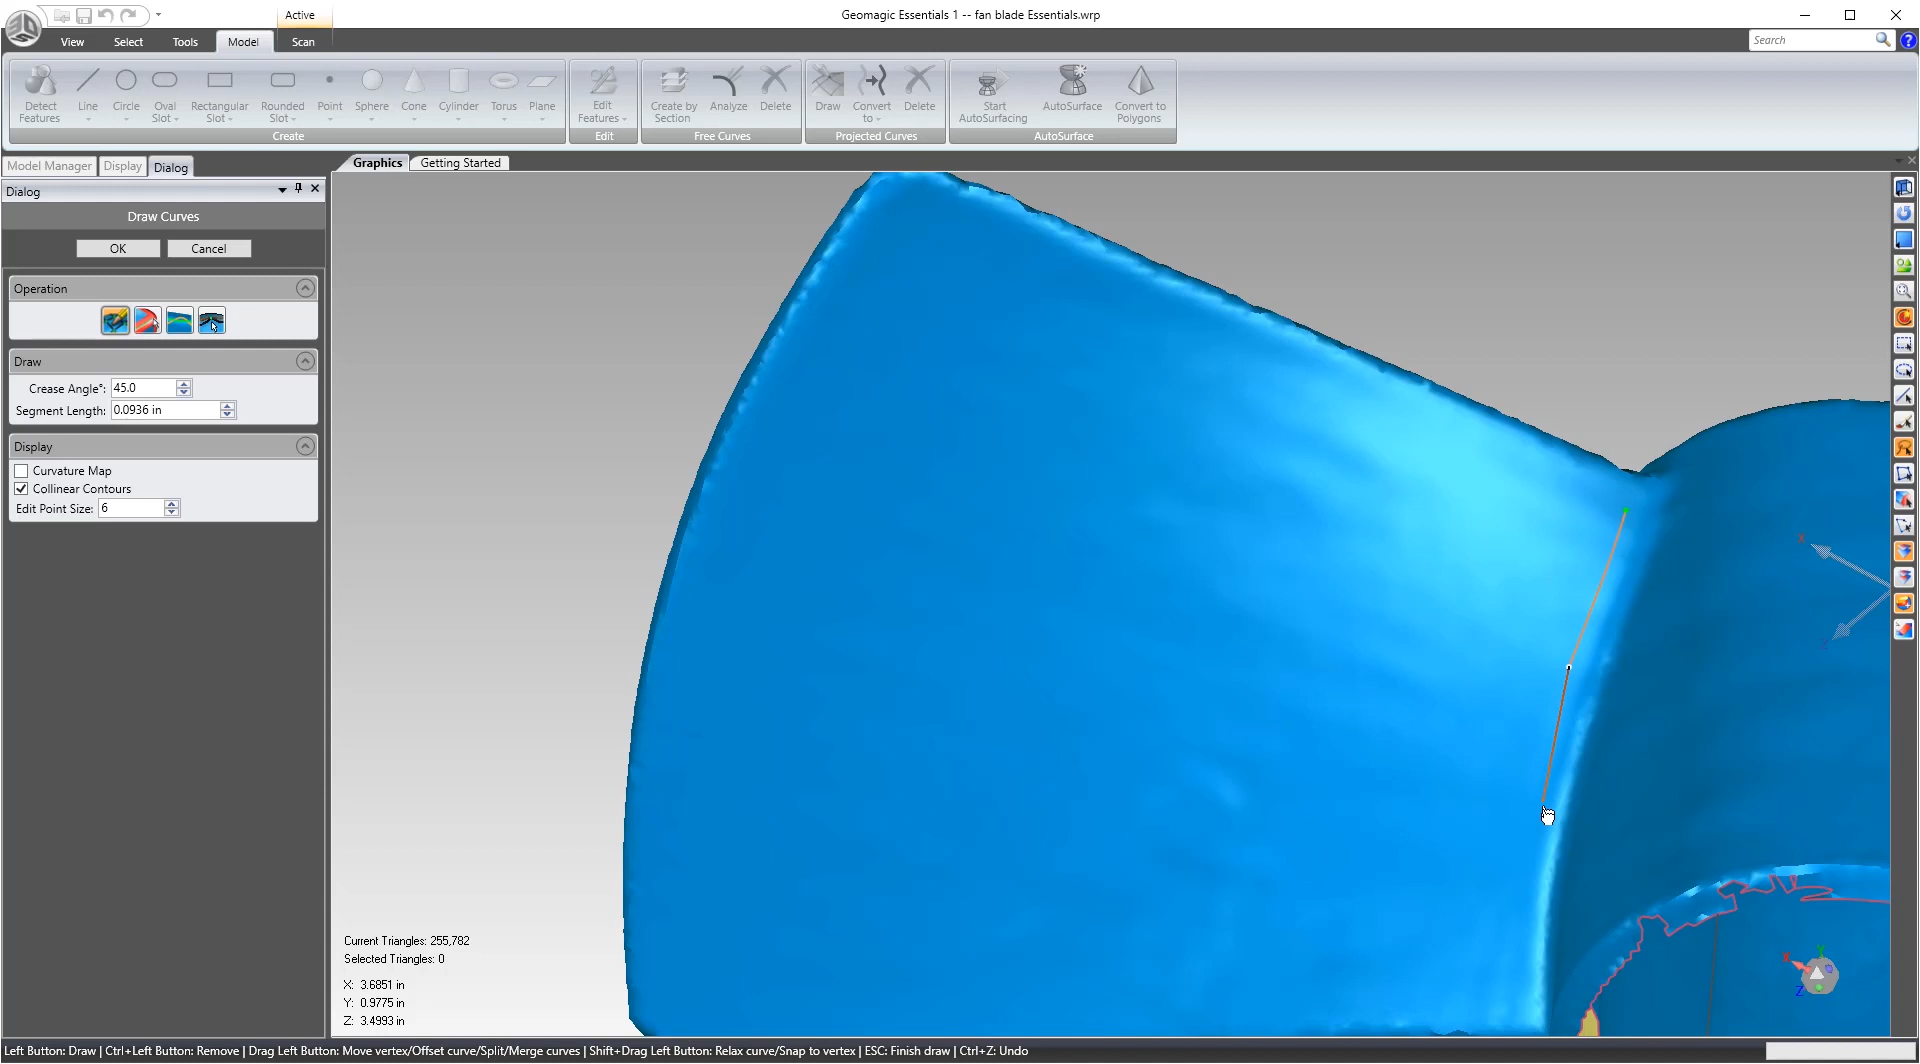 Active
Geomagic Essentials 1 -- fan blade Essentials.wrp
View Select Tools Model Scan
Search
Detect Features
Line
Circle
Oval Slot
Rectangular Slot
Rounded Slot
Point
Sphere
Cone
Cylinder
Torus
Plane
Edit Features
Create by Section
Analyze
Delete
Draw
Convert to
Delete
Start AutoSurfacing
AutoSurface
Convert to Polygons
Create
Edit
Free Curves
Projected Curves
AutoSurface
Model Manager Display Dialog
Graphics Getting Started
Dialog
Draw Curves
OK Cancel
Operation
Draw
Crease Angle°: 45.0
Segment Length: 0.0936 in
Display
Curvature Map
Collinear Contours
Edit Point Size: 6
X
Z
Current Triangles: 255,782
Selected Triangles: 0
X: 3.6851 in
Y: 0.9775 in
Z: 3.4993 in
Y
X
Z
Left Button: Draw | Ctrl+Left Button: Remove | Drag Left Button: Move vertex/Offset curve/Split/Merge curves | Shift+Drag Left Button: Relax curve/Snap to vertex | ESC: Finish draw | Ctrl+Z: Undo